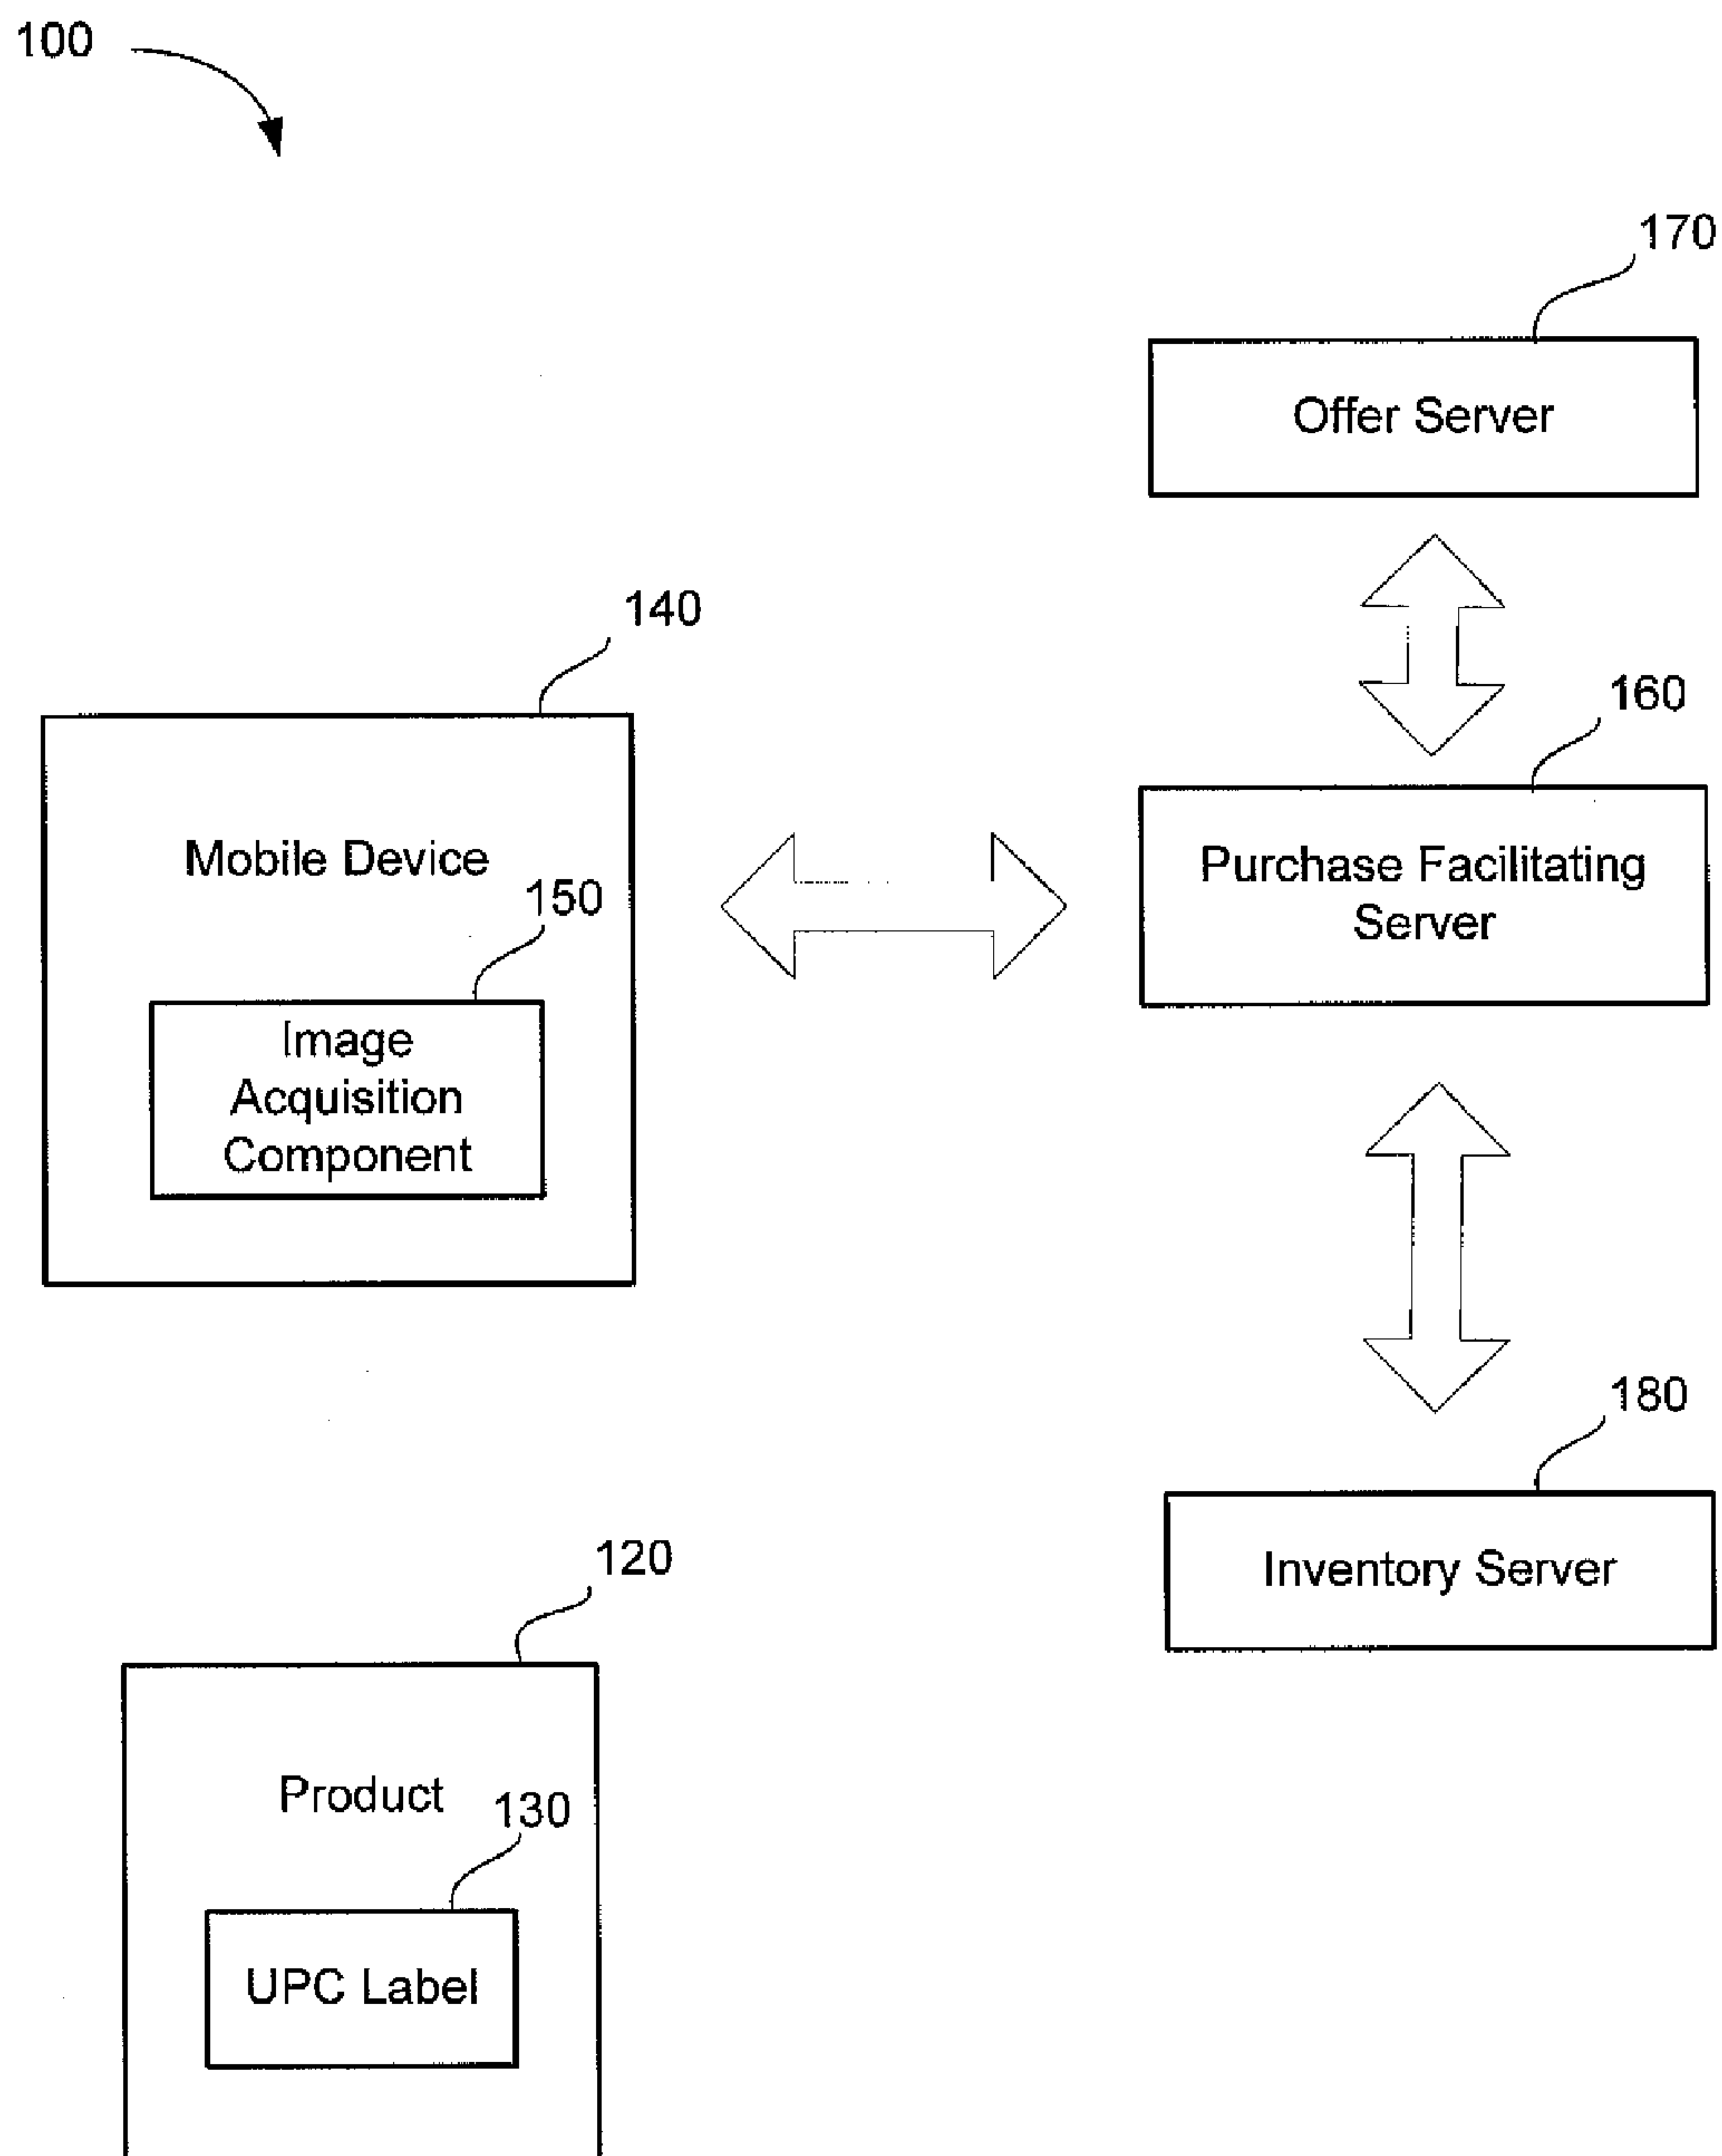 100
170
Offer Server
140
160
Mobile Device
Purchase Facilitating
Server
150
Image
Acquisition
Component
180
Inventory Server
120
Product
130
UPC Label